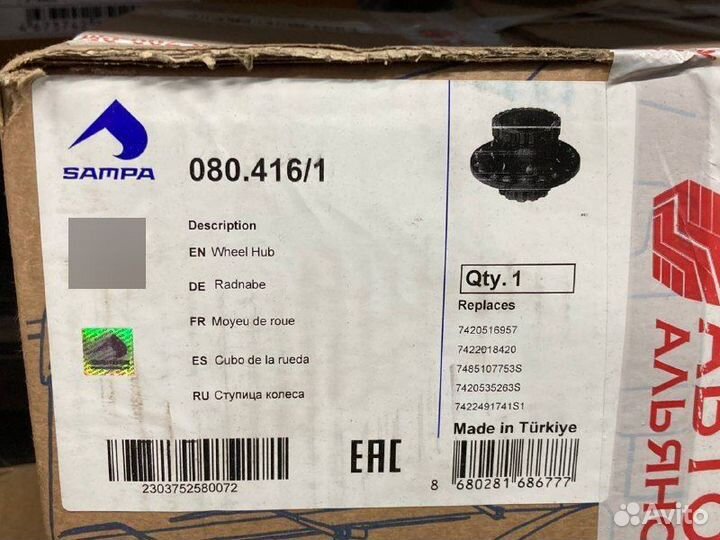 SAMPA
080.416/1
Description
EN Wheel Hub
DE Radnabe
FR Moyeu de roue
ES Cubo de la rueda
RU Ступица колеса
Qty. 1
Replaces
7420516957
7422018420
7485107753S
7420535263S
7422491741S1
Made in Türkiye
2303752580072
EAC
8 680281 686777
АВТО
АЛЬЯНС
Avito